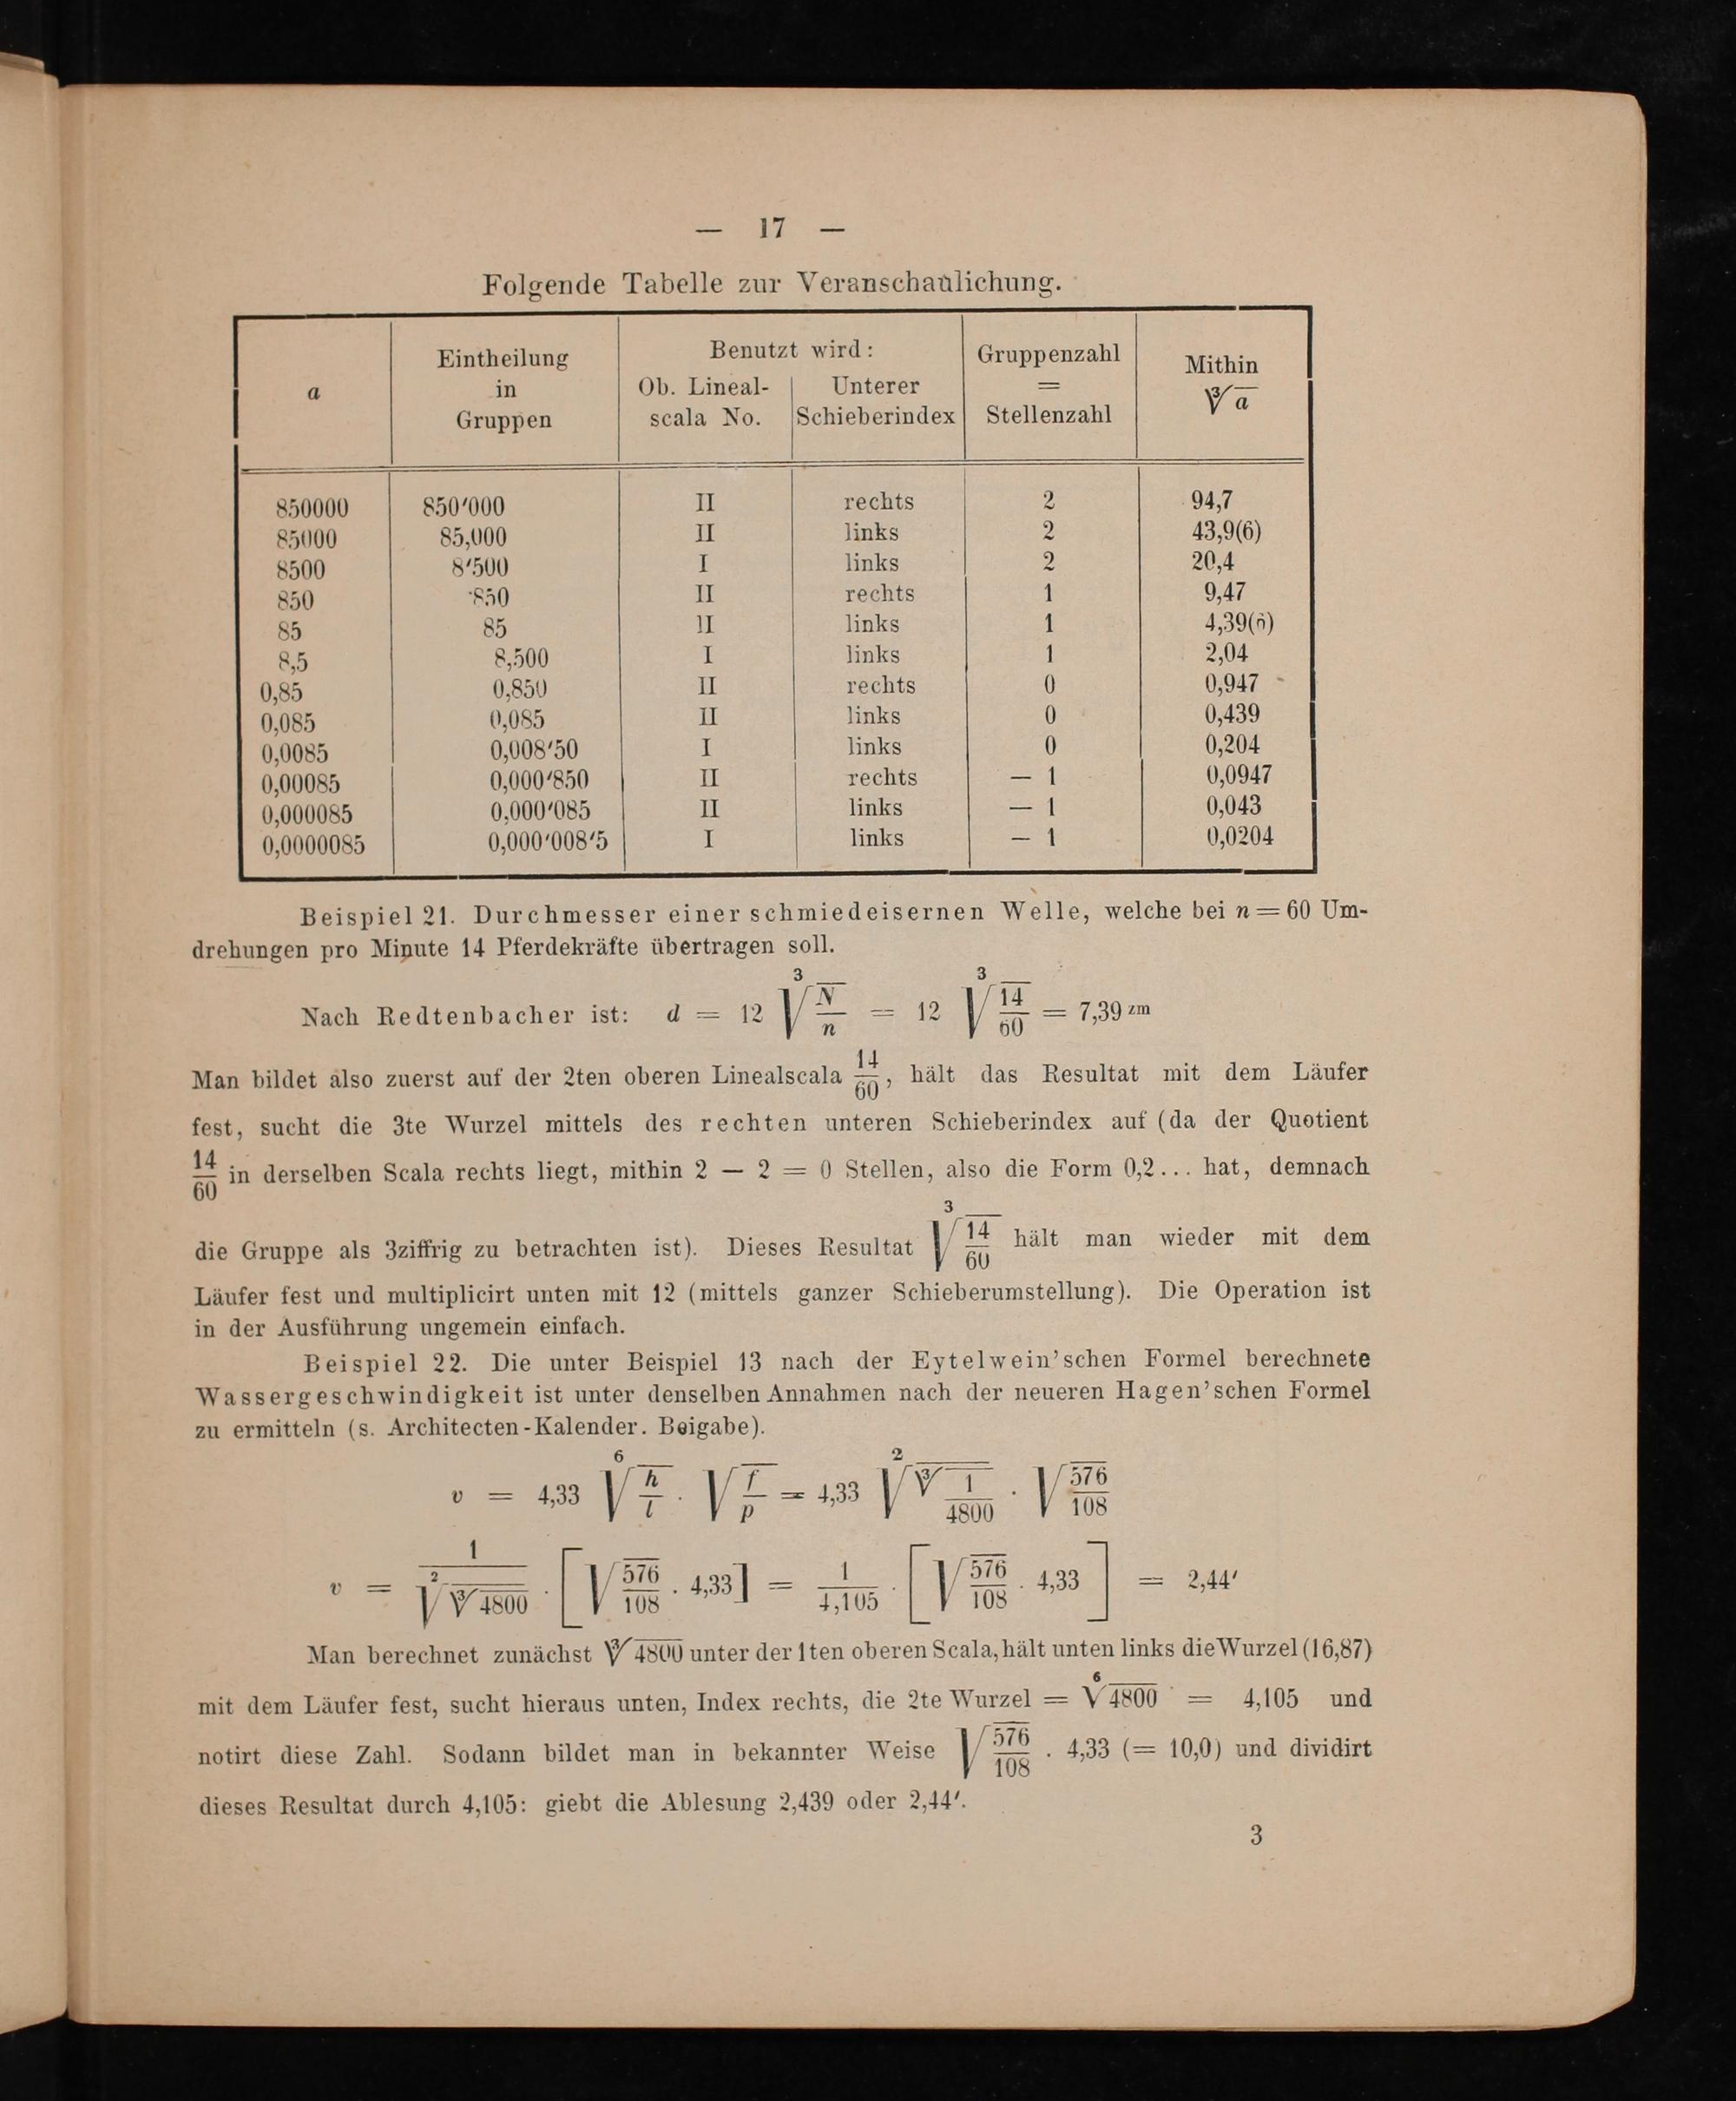 — 17 —
Folgende Tabelle zur Veranschaulichung.
a | Eintheilung in Gruppen | Benutzt wird: Ob. Linealscala No. | Unterer Schieberindex | Gruppenzahl = Stellenzahl | Mithin ∛a
850000 850′000 II rechts 2 94,7
85000 85,000 II links 2 43,9(6)
8500 8′500 I links 2 20,4
850 850 II rechts 1 9,47
85 85 II links 1 4,39(6)
8,5 8,500 I links 1 2,04
0,85 0,850 II rechts 0 0,947
0,085 0,085 II links 0 0,439
0,0085 0,008′50 I links 0 0,204
0,00085 0,000′850 II rechts — 1 0,0947
0,000085 0,000′085 II links — 1 0,043
0,0000085 0,000′008′5 I links — 1 0,0204
Beispiel 21. Durchmesser einer schmiedeisernen Welle, welche bei n = 60 Um-
drehungen pro Minute 14 Pferdekräfte übertragen soll.
Nach Redtenbacher ist: d = 12 ∛(N/n) = 12 ∛(14/60) = 7,39 zm
Man bildet also zuerst auf der 2ten oberen Linealscala 14/60, hält das Resultat mit dem Läufer
fest, sucht die 3te Wurzel mittels des rechten unteren Schieberindex auf (da der Quotient
14/60 in derselben Scala rechts liegt, mithin 2 — 2 = 0 Stellen, also die Form 0,2... hat, demnach
die Gruppe als 3ziffrig zu betrachten ist). Dieses Resultat ∛(14/60) hält man wieder mit dem
Läufer fest und multiplicirt unten mit 12 (mittels ganzer Schieberumstellung). Die Operation ist
in der Ausführung ungemein einfach.
Beispiel 22. Die unter Beispiel 13 nach der Eytelwein'schen Formel berechnete
Wassergeschwindigkeit ist unter denselben Annahmen nach der neueren Hagen'schen Formel
zu ermitteln (s. Architecten-Kalender. Beigabe).
v = 4,33 ⁶√(h/l) . √(f/p) = 4,33 ²√(∛(1/4800)) . √(576/108)
v = 1/(²√(∛4800)) . [√(576/108) . 4,33] = 1/4,105 . [√(576/108) . 4,33] = 2,44′
Man berechnet zunächst ∛4800 unter der 1ten oberen Scala, hält unten links die Wurzel (16,87)
mit dem Läufer fest, sucht hieraus unten, Index rechts, die 2te Wurzel = ⁶√4800 = 4,105 und
notirt diese Zahl. Sodann bildet man in bekannter Weise √(576/108) . 4,33 (= 10,0) und dividirt
dieses Resultat durch 4,105: giebt die Ablesung 2,439 oder 2,44′.
3